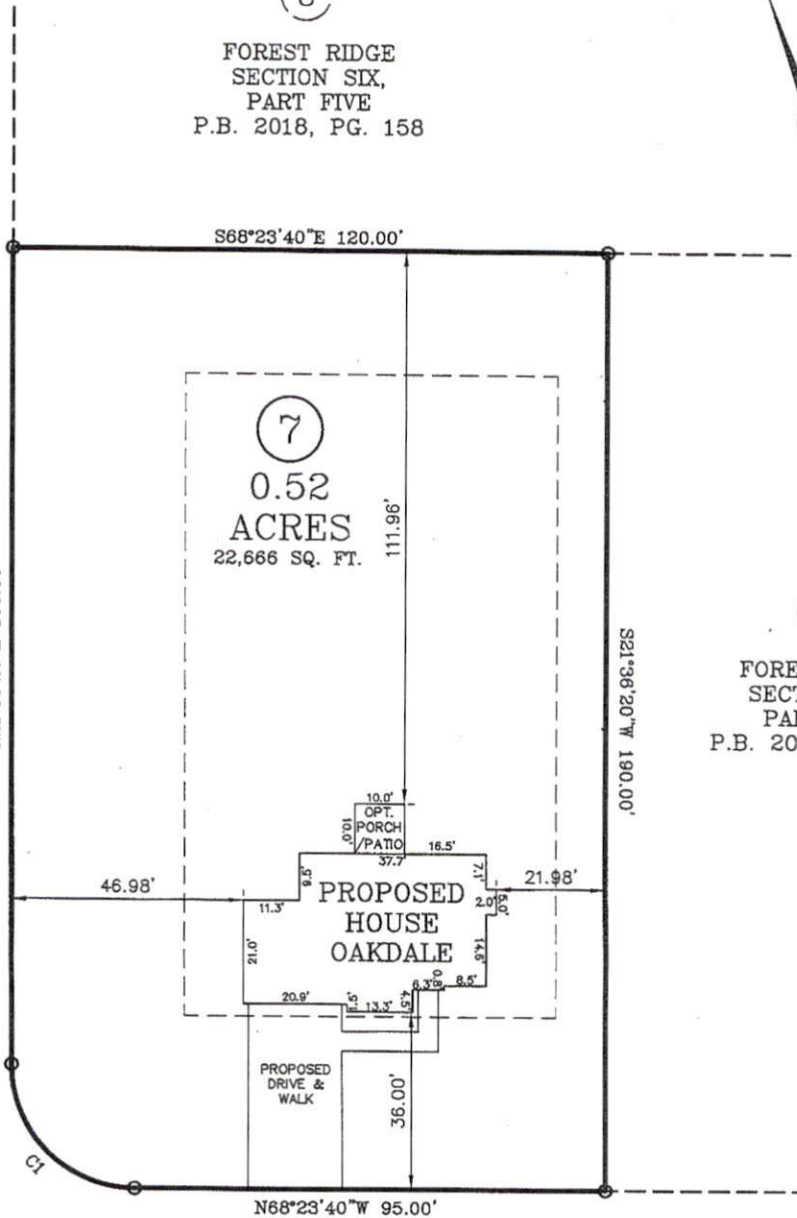 FOREST RIDGE
SECTION SIX,
PART FIVE
P.B. 2018, PG. 158
S68°23'40"E 120.00'
7
0.52
ACRES
22,666 SQ. FT.
111.96'
S21°36'20"W 190.00'
P.B. 20
10.0'
OPT.
PORCH
/PATIO
10.0'
37.7'
16.5'
9.5'
7.1'
46.98'
11.3'
PROPOSED
HOUSE
OAKDALE
2.0'
5.0'
21.98'
21.0'
14.6'
20.9'
1.5'
13.3'
4.5'
6.3'
0.8'
8.5'
PROPOSED
DRIVE &
WALK
36.00'
C1
N68°23'40"W 95.00'